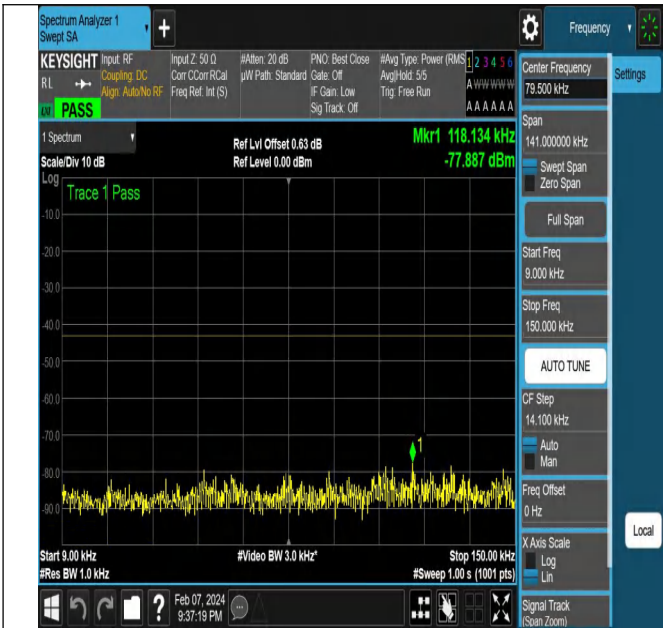 Spectrum Analyzer 1
Swept SA
Frequency
KEYSIGHT
RL
PASS
Input: RF
Coupling: DC
Align: Auto/No RF
Input Z: 50 Ω
Corr CCorr RCal
Freq Ref: Int (S)
#Atten: 20 dB
µW Path: Standard
PNO: Best Close
Gate: Off
IF Gain: Low
Sig Track: Off
#Avg Type: Power (RMS
Avg|Hold: 5/5
Trig: Free Run
1 2 3 4 5 6
A W W W W W
A A A A A A
1 Spectrum
Scale/Div 10 dB
Ref Lvl Offset 0.63 dB
Ref Level 0.00 dBm
Mkr1 118.134 kHz
-77.887 dBm
Log
Trace 1 Pass
-10.0
-20.0
-30.0
-40.0
-50.0
-60.0
-70.0
-80.0
-90.0
1
Start 9.00 kHz
#Res BW 1.0 kHz
#Video BW 3.0 kHz*
Stop 150.00 kHz
#Sweep 1.00 s (1001 pts)
Feb 07, 2024
9:37:19 PM
Center Frequency
79.500 kHz
Settings
Span
141.000000 kHz
Swept Span
Zero Span
Full Span
Start Freq
9.000 kHz
Stop Freq
150.000 kHz
AUTO TUNE
CF Step
14.100 kHz
Auto
Man
Freq Offset
0 Hz
Local
X Axis Scale
Log
Lin
Signal Track
(Span Zoom)